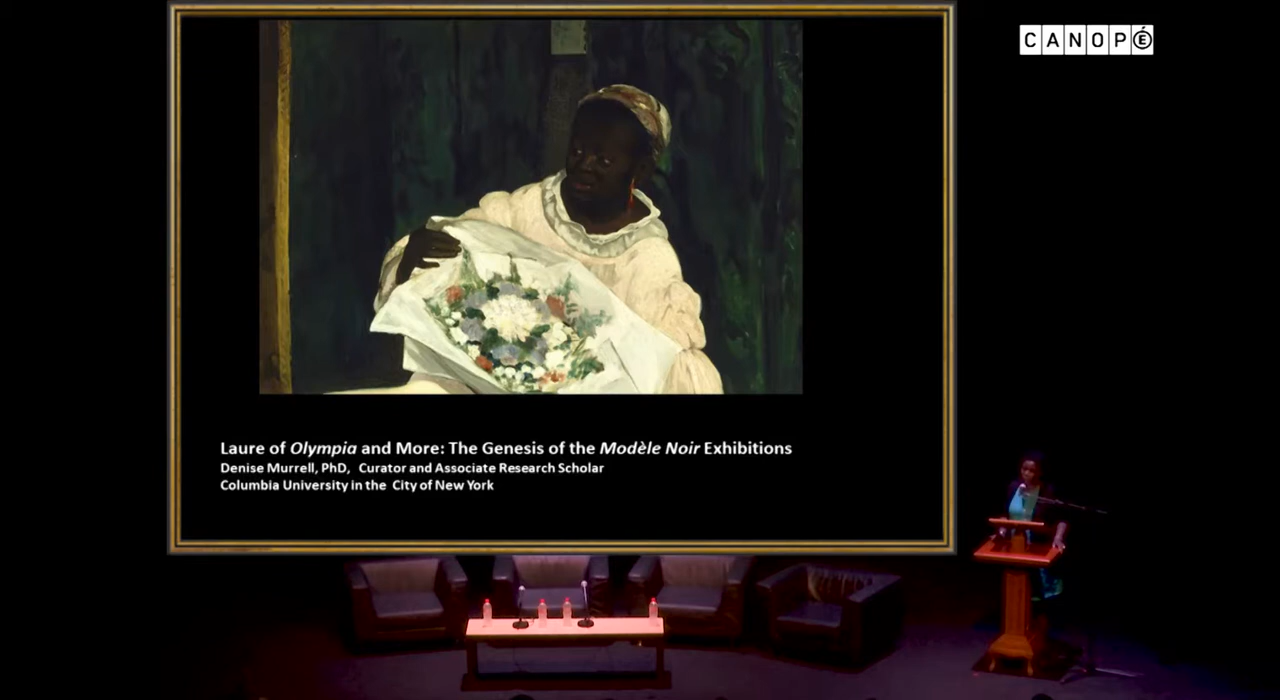 CANOPÉ
Laure of Olympia and More: The Genesis of the Modèle Noir Exhibitions
Denise Murrell, PhD, Curator and Associate Research Scholar
Columbia University in the City of New York